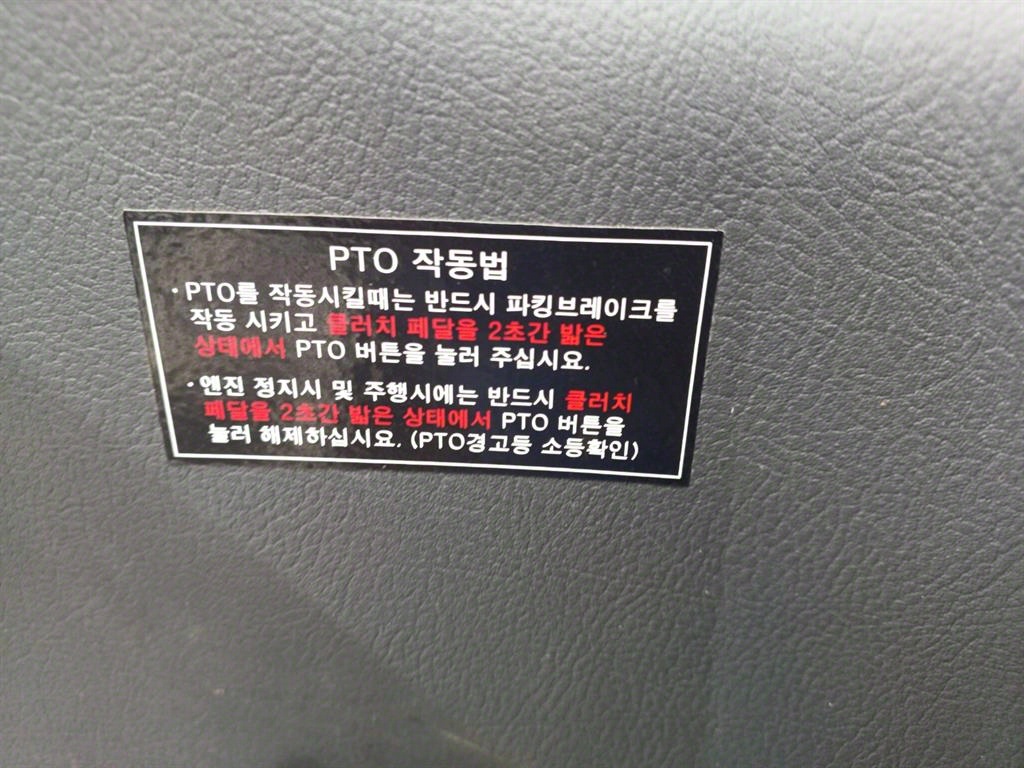 PTO 작동법
· PTO를 작동시킬때는 반드시 파킹브레이크를
작동 시키고 클러치 페달을 2초간 밟은
상태에서 PTO 버튼을 눌러 주십시요.
· 엔진 정지시 및 주행시에는 반드시 클러치
페달을 2초간 밟은 상태에서 PTO 버튼을
눌러 해제하십시요. (PTO경고등 소등확인)